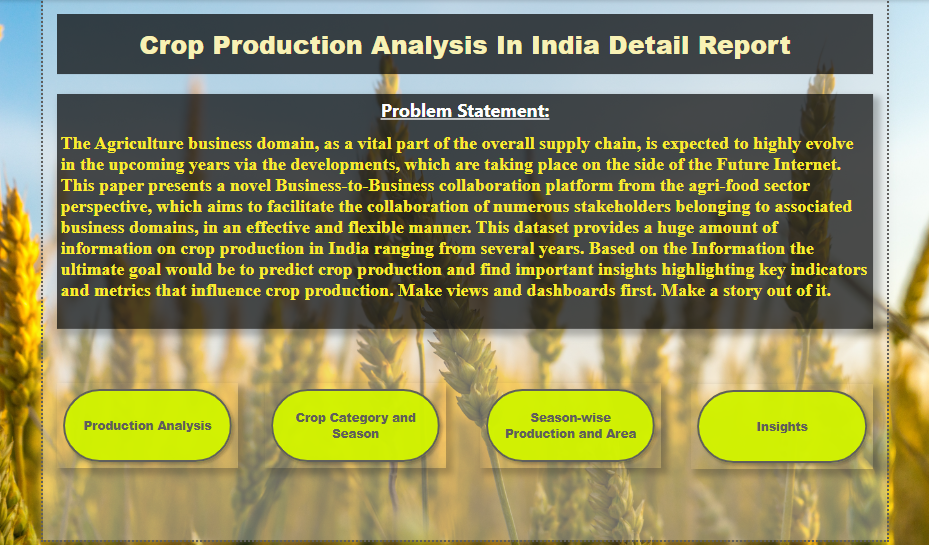 Crop Production Analysis In India Detail Report
Problem Statement:
The Agriculture business domain, as a vital part of the overall supply chain, is expected to highly evolve
in the upcoming years via the developments, which are taking place on the side of the Future Internet.
This paper presents a novel Business-to-Business collaboration platform from the agri-food sector
perspective, which aims to facilitate the collaboration of numerous stakeholders belonging to associated
business domains, in an effective and flexible manner. This dataset provides a huge amount of
information on crop production in India ranging from several years. Based on the Information the
ultimate goal would be to predict crop production and find important insights highlighting key indicators
and metrics that influence crop production. Make views and dashboards first. Make a story out of it.
Production Analysis
Crop Category and
Season
Season-wise
Production and Area
Insights